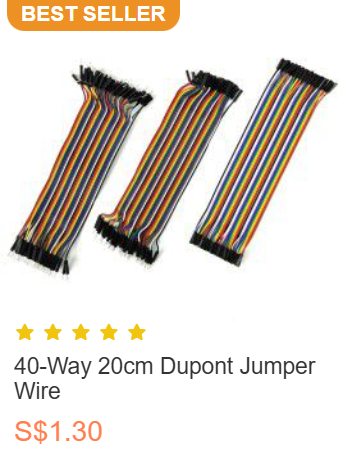 BEST SELLER
40-Way 20cm Dupont Jumper
Wire
S$1.30